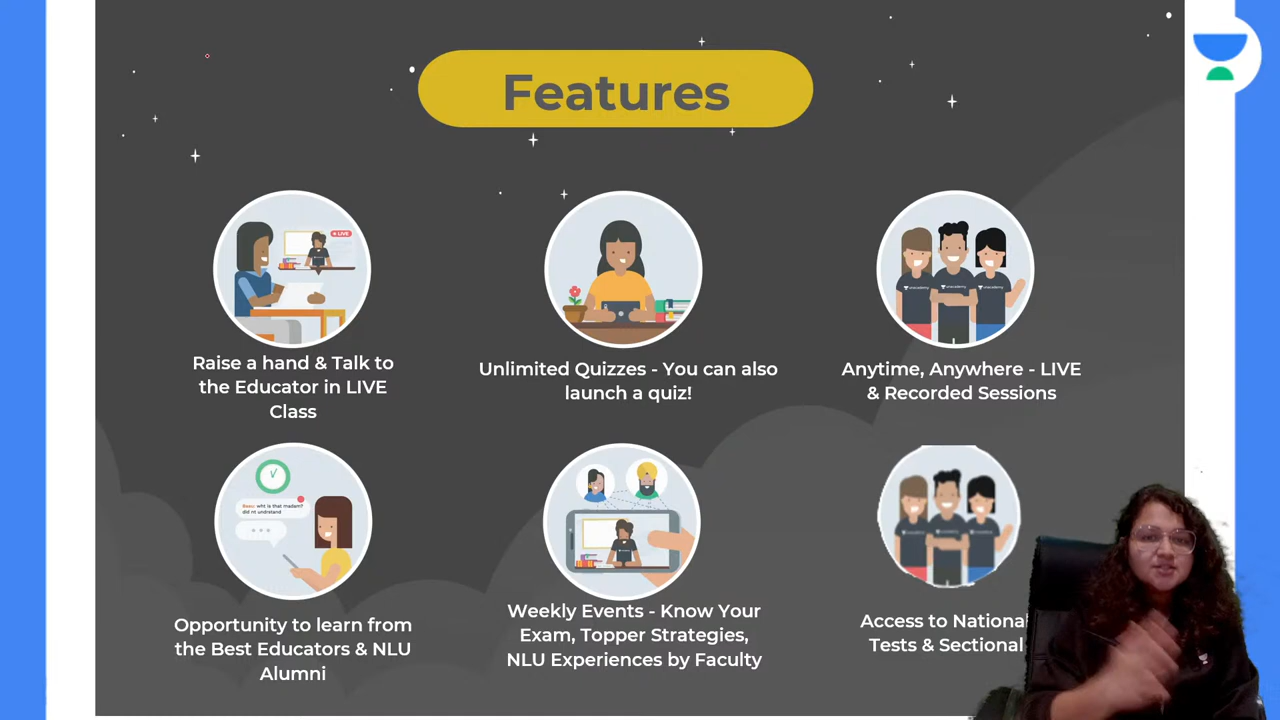 Features
Raise a hand & Talk to
the Educator in LIVE
Class
Unlimited Quizzes - You can also
launch a quiz!
Anytime, Anywhere - LIVE
& Recorded Sessions
LIVE
Opportunity to learn from
the Best Educators & NLU
Alumni
Weekly Events - Know Your
Exam, Topper Strategies,
NLU Experiences by Faculty
Access to National
Tests & Sectional